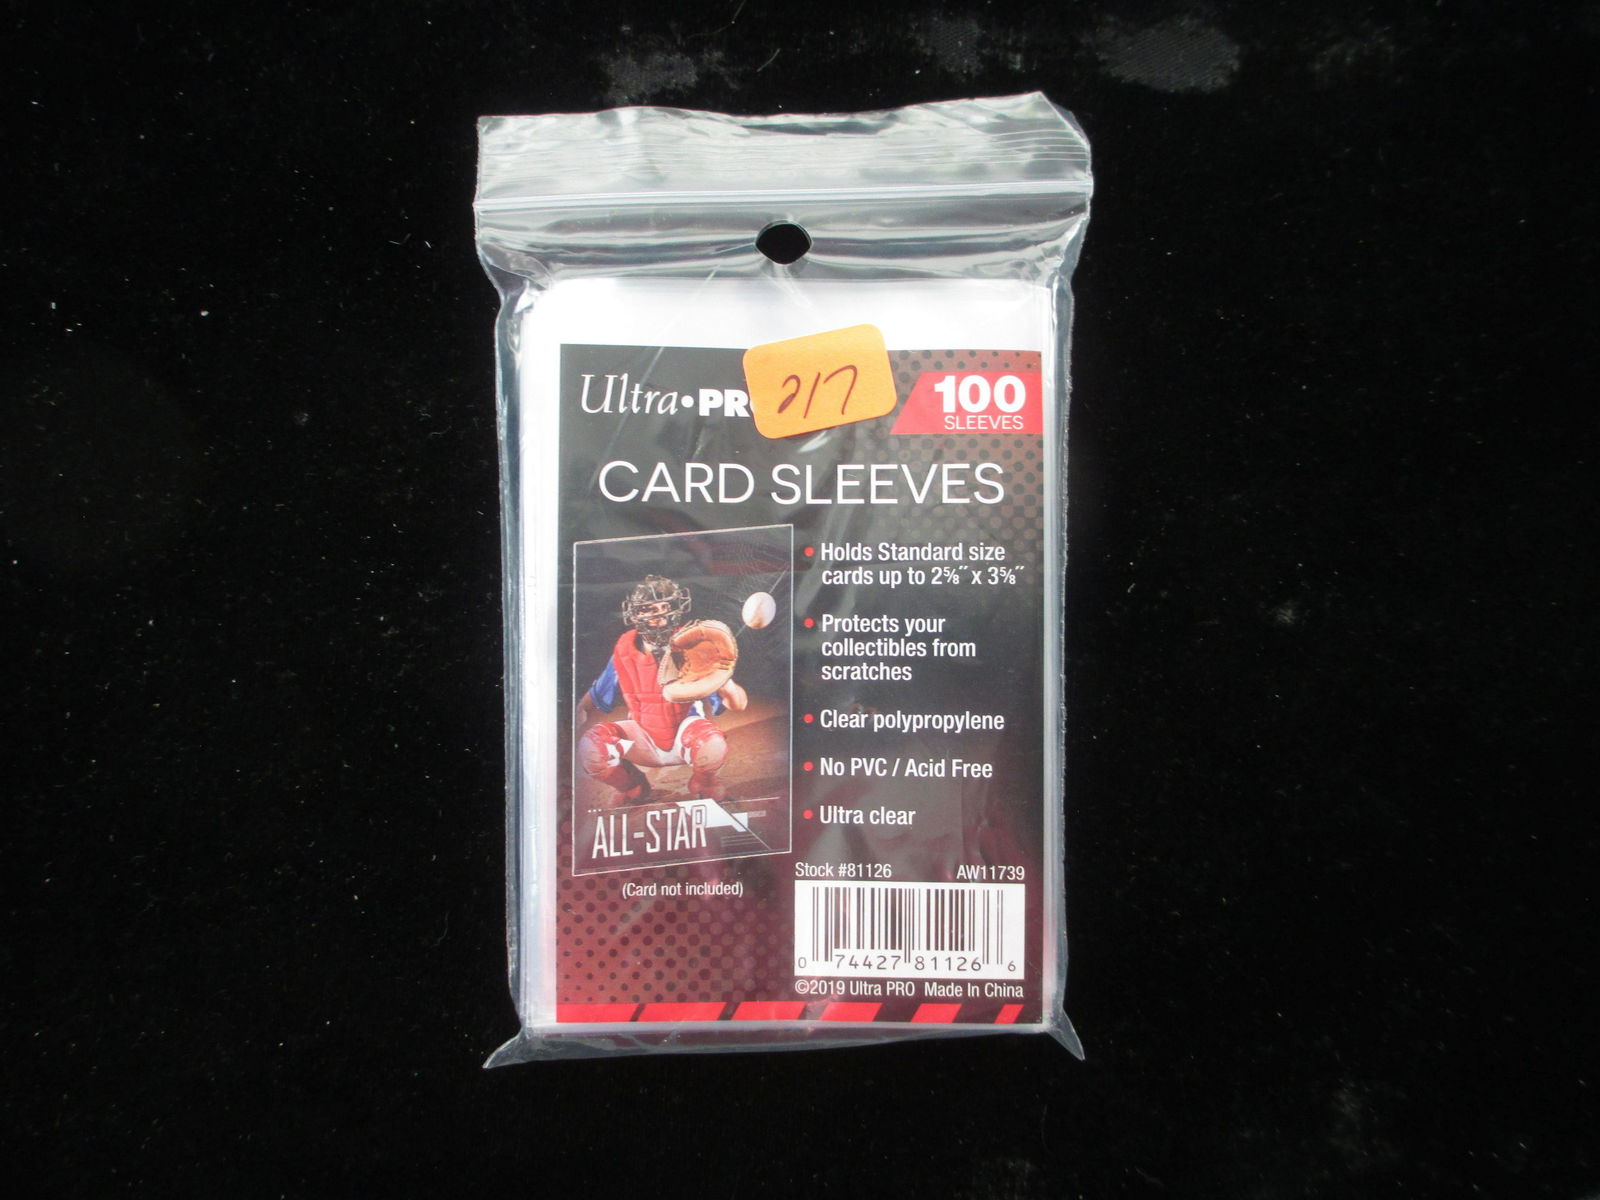 Ultra•PR
217
100
SLEEVES
CARD SLEEVES
• Holds Standard size
cards up to 2⅝″ x 3⅝″
• Protects your
collectibles from
scratches
• Clear polypropylene
• No PVC / Acid Free
• Ultra clear
ALL-STAR
(Card not included)
Stock #81126 AW11739
0 74427 81126 6
©2019 Ultra PRO Made In China